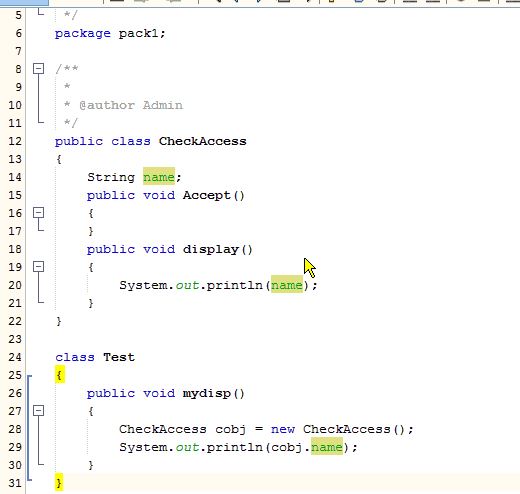 5 */
6 package pack1;
7
8 /**
9 *
10 * @author Admin
11 */
12 public class CheckAccess
13 {
14 String name;
15 public void Accept()
16 {
17 }
18 public void display()
19 {
20 System.out.println(name);
21 }
22 }
23
24 class Test
25 {
26 public void mydisp()
27 {
28 CheckAccess cobj = new CheckAccess();
29 System.out.println(cobj.name);
30 }
31 }